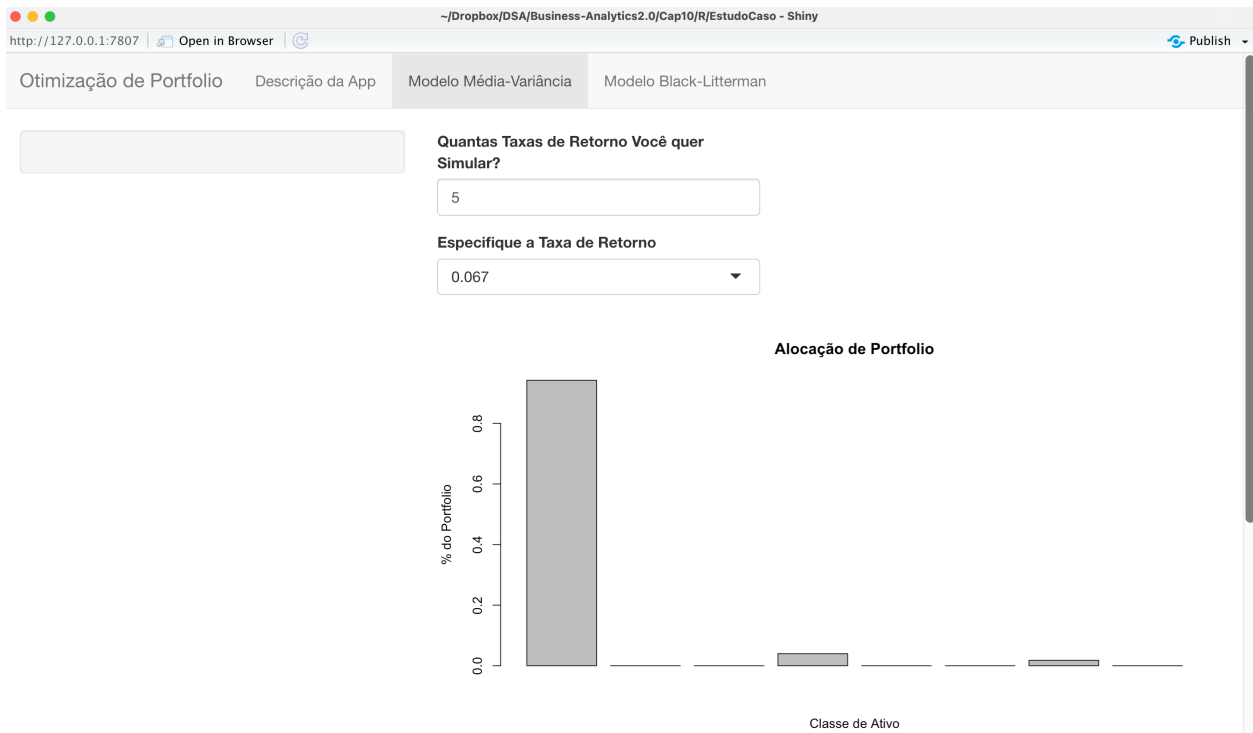 ~/Dropbox/DSA/Business-Analytics2.0/Cap10/R/EstudoCaso - Shiny
http://127.0.0.1:7807 Open in Browser Publish
Otimização de Portfolio Descrição da App Modelo Média-Variância Modelo Black-Litterman
Quantas Taxas de Retorno Você quer
Simular?
5
Especifique a Taxa de Retorno
0.067
Alocação de Portfolio
% do Portfolio
0.8
0.6
0.4
0.2
0.0
Classe de Ativo